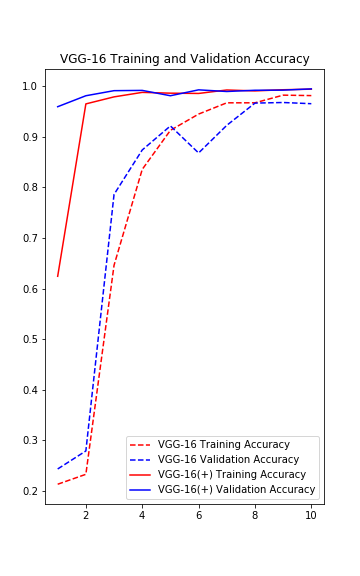 VGG-16 Training and Validation Accuracy
1.0
0.9
0.8
0.7
0.6
0.5
0.4
0.3
0.2
VGG-16 Training Accuracy
VGG-16 Validation Accuracy
VGG-16(+) Training Accuracy
VGG-16(+) Validation Accuracy
2 4 6 8 10